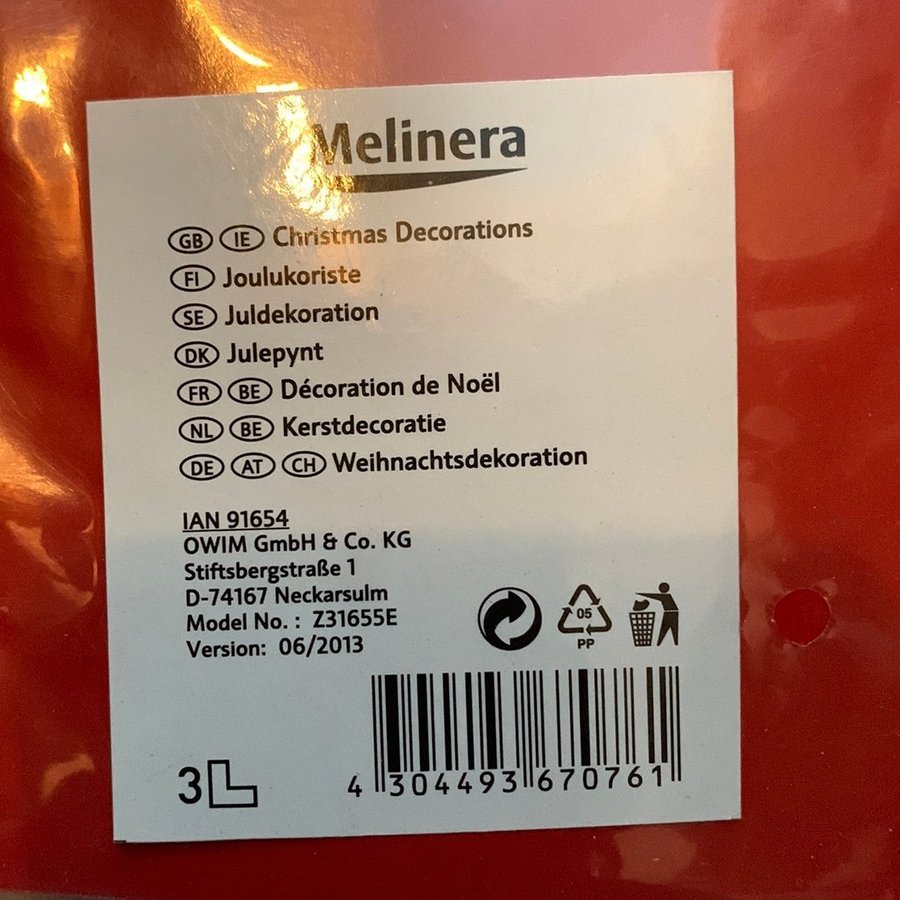 Melinera
GB IE Christmas Decorations
FI Joulukoriste
SE Juldekoration
DK Julepynt
FR BE Décoration de Noël
NL BE Kerstdecoratie
DE AT CH Weihnachtsdekoration
IAN 91654
OWIM GmbH & Co. KG
Stiftsbergstraße 1
D-74167 Neckarsulm
Model No. : Z31655E
Version: 06/2013
05
PP
3L
4 304493 670761